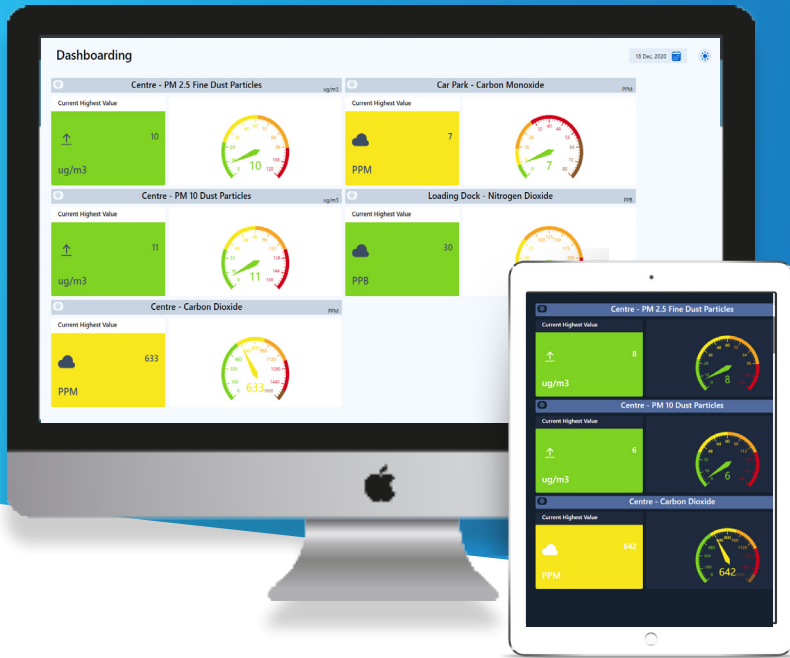 Dashboarding
18 Dec, 2020
Centre - PM 2.5 Fine Dust Particles
ug/m3
Car Park - Carbon Monoxide
PPM
Current Highest Value
Current Highest Value
10
10
7
7
ug/m3
PPM
Centre - PM 10 Dust Particles
ug/m3
Loading Dock - Nitrogen Dioxide
PPB
Current Highest Value
Current Highest Value
11
11
30
ug/m3
PPB
Centre - Carbon Dioxide
PPM
Current Highest Value
633
633
PPM
Centre - PM 2.5 Fine Dust Particles
Current Highest Value
8
8
ug/m3
Centre - PM 10 Dust Particles
Current Highest Value
6
6
ug/m3
Centre - Carbon Dioxide
Current Highest Value
642
642
PPM